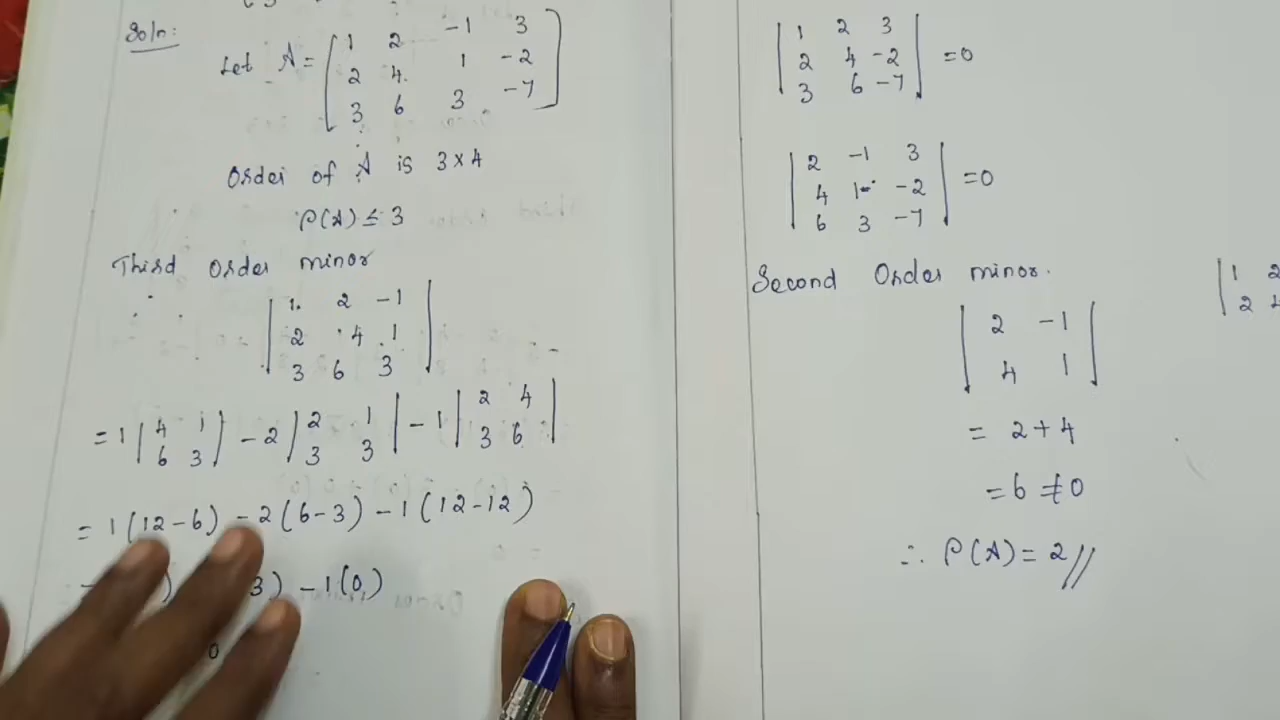 Soln:
Let A = [ 1 2 -1 3
2 4 1 -2
3 6 3 -7 ]
Order of A is 3×4
ρ(A) ≤ 3
Third Order minor
| 1 2 -1 |
| 2 4 1 |
| 3 6 3 |
= 1 | 4 1 | - 2 | 2 1 | - 1 | 2 4 |
| 6 3 | | 3 3 | | 3 6 |
= 1(12-6) - 2(6-3) - 1(12-12)
3) - 1(0)
0
| 1 2 3 |
| 2 4 -2 | = 0
| 3 6 -7 |
| 2 -1 3 |
| 4 1 -2 | = 0
| 6 3 -7 |
Second Order minor.
| 2 -1 |
| 4 1 |
= 2+4
= 6 ≠ 0
∴ ρ(A) = 2//
| 1 2
| 2 4